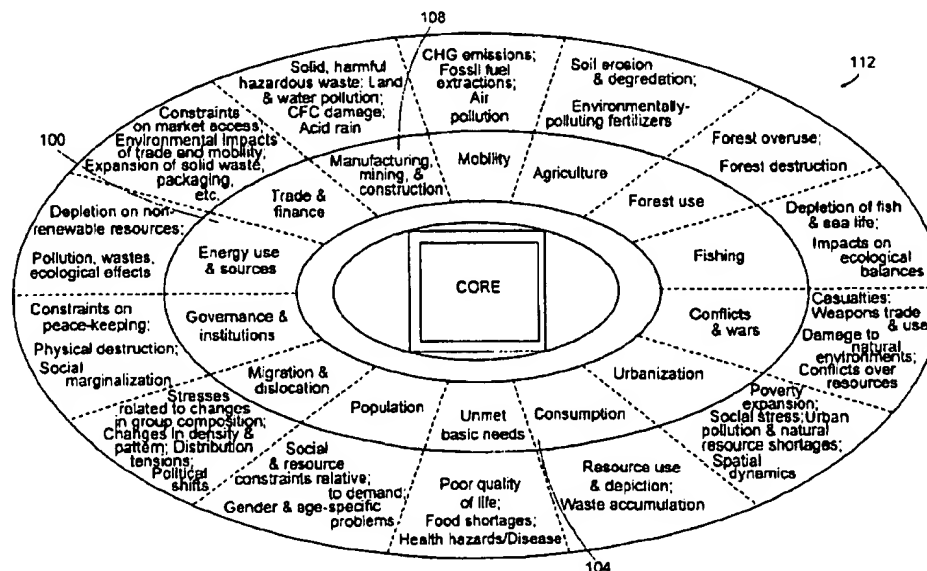 108
112
100
104
CHG emissions;
Fossil fuel
extractions;
Air
pollution
Soil erosion
& degredation;
Environmentally-
polluting fertilizers
Forest overuse;
Forest destruction
Depletion of fish
& sea life;
Impacts on
ecological
balances
Casualties;
Weapons trade
& use;
Damage to
natural
environments;
Conflicts over
resources
Poverty
expansion;
Social stress; Urban
pollution & natural
resource shortages;
Spatial
dynamics
Resource use
& depiction;
Waste accumulation
Poor quality
of life;
Food shortages;
Health hazards/Disease
Social
& resource
constraints relative
to demand;
Gender & age-specific
problems
Stresses
related to changes
in group composition;
Changes in density &
pattern; Distribution
tensions;
Political
shifts
Constraints on
peace-keeping;
Physical destruction;
Social
marginalization
Depletion on non-
renewable resources;
Pollution, wastes,
ecological effects
Constraints
on market access;
Environmental impacts
of trade and mobility;
Expansion of solid waste,
packaging,
etc.
Solid, harmful
hazardous waste; Land
& water pollution;
CFC damage;
Acid rain
Mobility
Agriculture
Forest use
Fishing
Conflicts
& wars
Urbanization
Consumption
Unmet
basic needs
Population
Migration &
dislocation
Governance &
institutions
Energy use
& sources
Trade &
finance
Manufacturing,
mining, &
construction
CORE